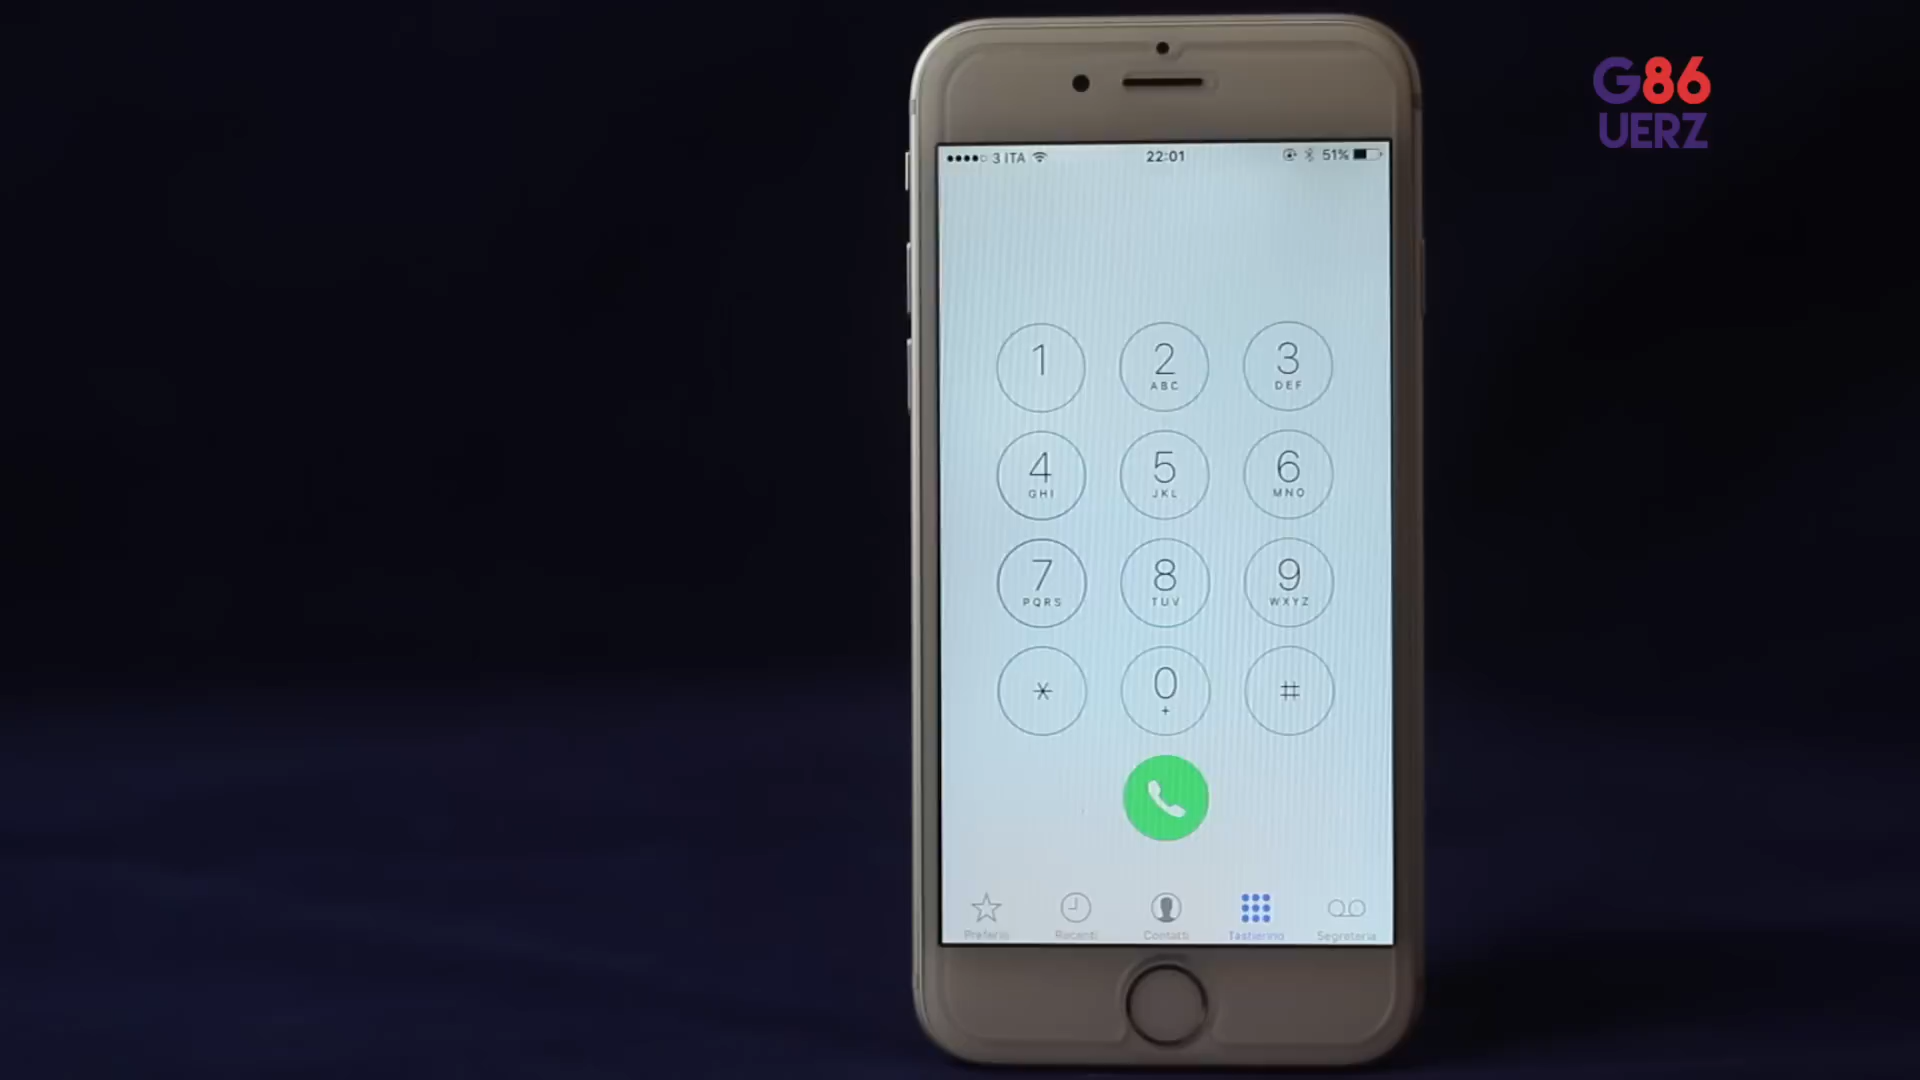 G86
UERZ
3 ITA 22:01 51%
1 2 3
ABC DEF
4 5 6
GHI JKL MNO
7 8 9
PQRS TUV WXYZ
* 0 #
+
Preferiti Recenti Contatti Tastierino Segreteria